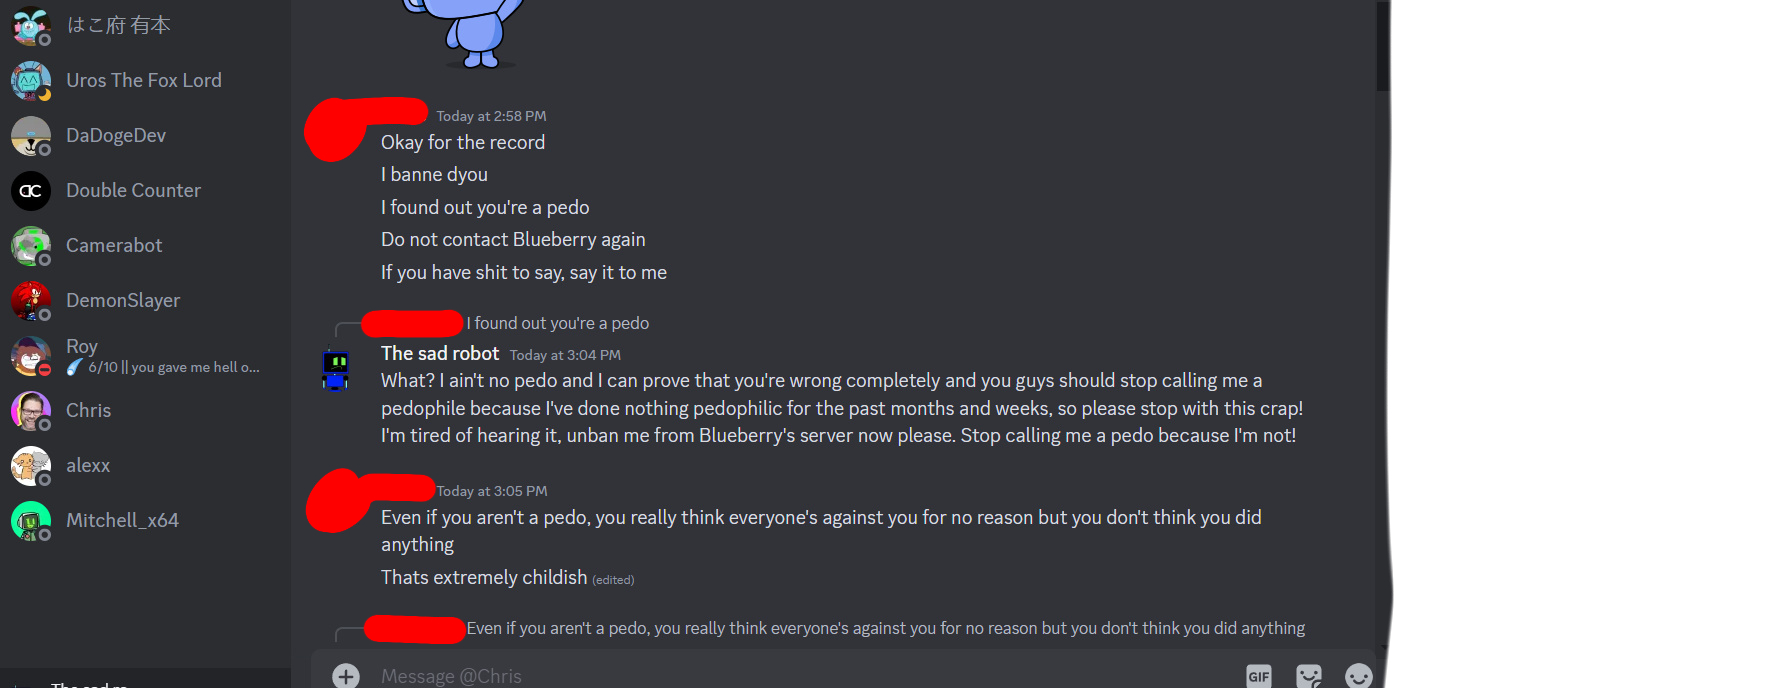 はこ府 有本
Uros The Fox Lord
DaDogeDev
Double Counter
Camerabot
DemonSlayer
Roy
6/10 || you gave me hell o...
Chris
alexx
Mitchell_x64
Today at 2:58 PM
Okay for the record
I banne dyou
I found out you're a pedo
Do not contact Blueberry again
If you have shit to say, say it to me
I found out you're a pedo
The sad robot Today at 3:04 PM
What? I ain't no pedo and I can prove that you're wrong completely and you guys should stop calling me a
pedophile because I've done nothing pedophilic for the past months and weeks, so please stop with this crap!
I'm tired of hearing it, unban me from Blueberry's server now please. Stop calling me a pedo because I'm not!
Today at 3:05 PM
Even if you aren't a pedo, you really think everyone's against you for no reason but you don't think you did
anything
Thats extremely childish (edited)
Even if you aren't a pedo, you really think everyone's against you for no reason but you don't think you did anything
Message @Chris
GIF